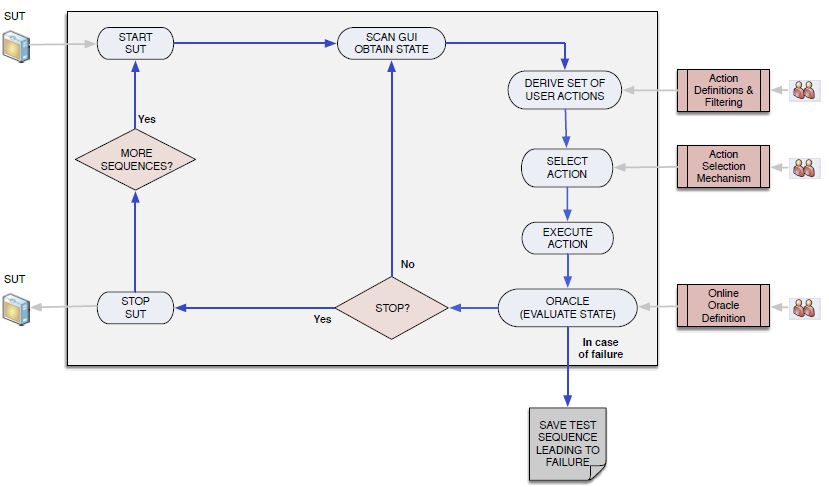 SUT
START
SUT
SCAN GUI
OBTAIN STATE
DERIVE SET OF
USER ACTIONS
Action
Definitions &
Filtering
Yes
MORE
SEQUENCES?
SELECT
ACTION
Action
Selection
Mechanism
EXECUTE
ACTION
No
SUT
STOP
SUT
Yes
STOP?
ORACLE
(EVALUATE STATE)
Online
Oracle
Definition
In case
of failure
SAVE TEST
SEQUENCE
LEADING TO
FAILURE